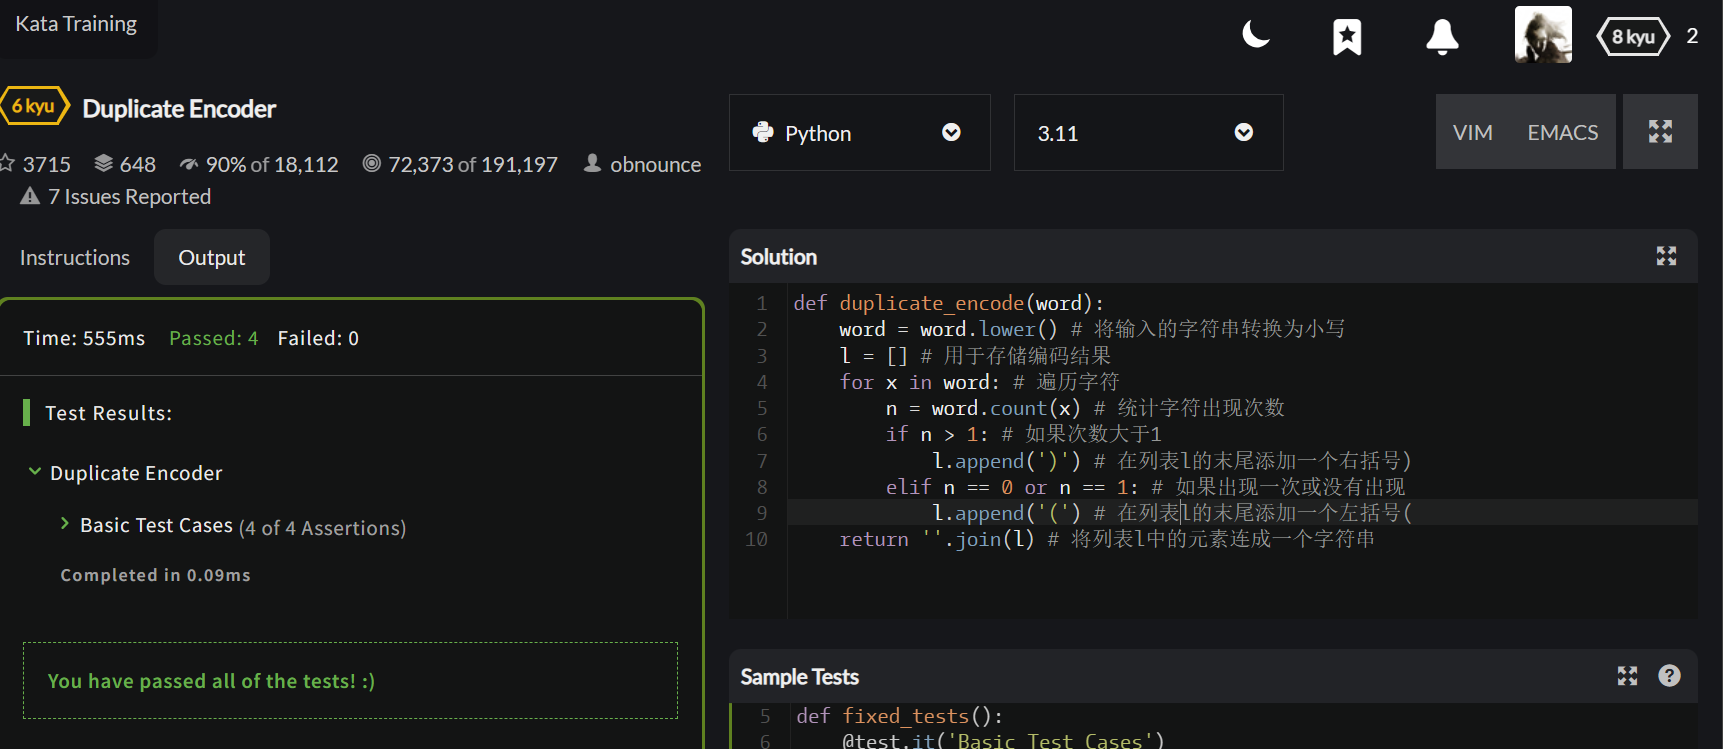 Kata Training
8 kyu 2
6 kyu Duplicate Encoder
3715 648 90% of 18,112 72,373 of 191,197 obnounce
7 Issues Reported
Python
3.11
VIM EMACS
Instructions Output
Time: 555ms Passed: 4 Failed: 0
Test Results:
Duplicate Encoder
Basic Test Cases (4 of 4 Assertions)
Completed in 0.09ms
You have passed all of the tests! :)
Solution
1 def duplicate_encode(word):
2 word = word.lower() # 将输入的字符串转换为小写
3 l = [] # 用于存储编码结果
4 for x in word: # 遍历字符
5 n = word.count(x) # 统计字符出现次数
6 if n > 1: # 如果次数大于1
7 l.append(')') # 在列表l的末尾添加一个右括号)
8 elif n == 0 or n == 1: # 如果出现一次或没有出现
9 l.append('(') # 在列表l的末尾添加一个左括号(
10 return ''.join(l) # 将列表l中的元素连成一个字符串
Sample Tests
5 def fixed_tests():
6 @test.it('Basic Test Cases')